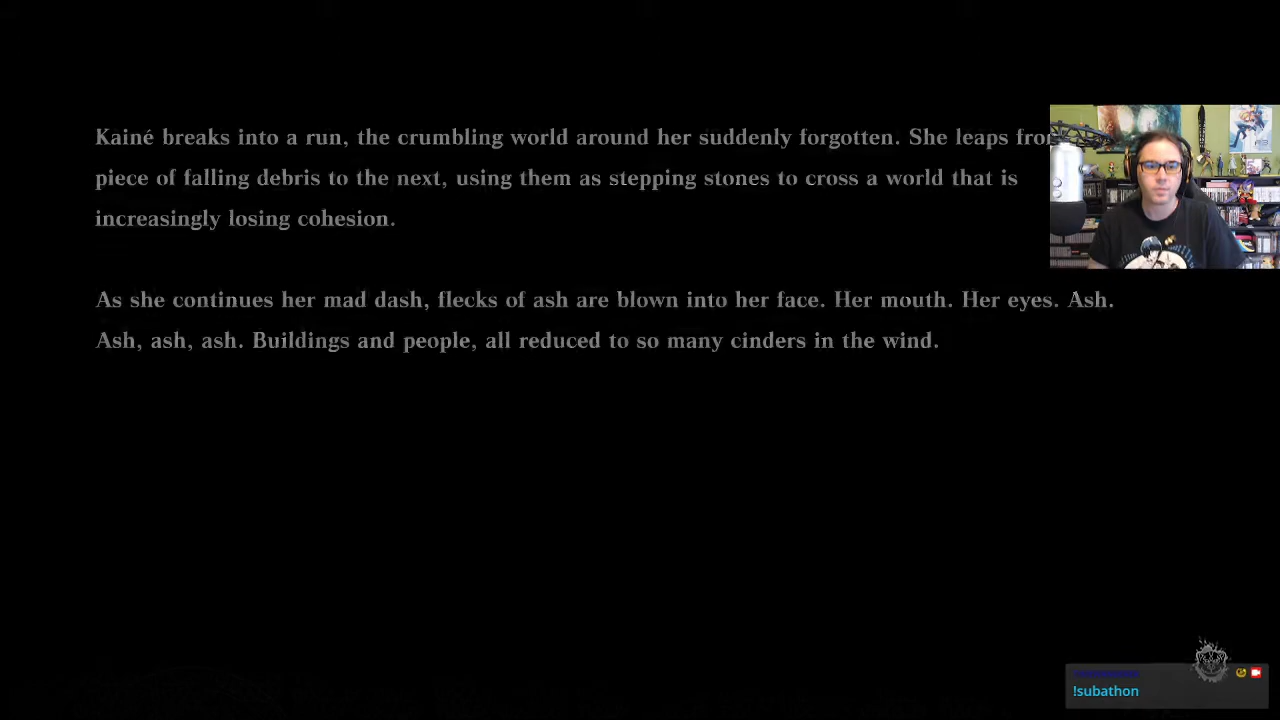 Kainé breaks into a run, the crumbling world around her suddenly forgotten. She leaps
piece of falling debris to the next, using them as stepping stones to cross a world that is
increasingly losing cohesion.
As she continues her mad dash, flecks of ash are blown into her face. Her mouth. Her eyes. Ash.
Ash, ash, ash. Buildings and people, all reduced to so many cinders in the wind.
!subathon